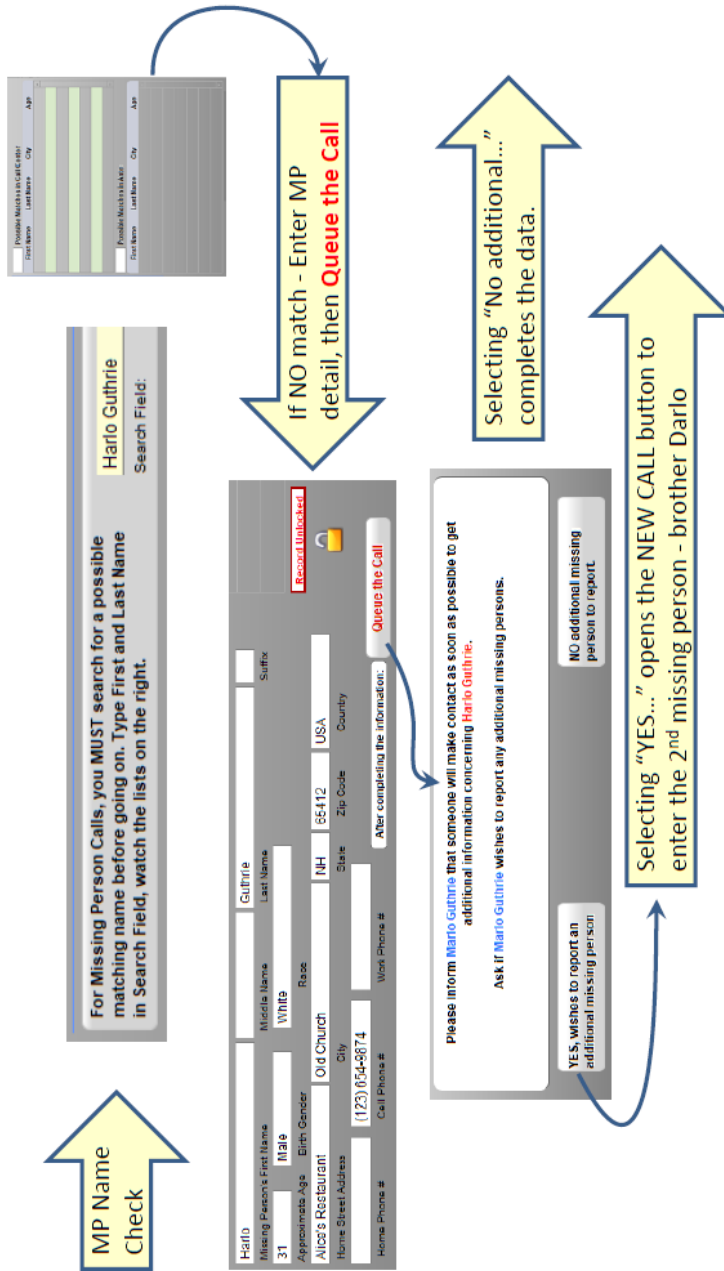 MP Name
Check
For Missing Person Calls, you MUST search for a possible
matching name before going on. Type First and Last Name
in Search Field, watch the lists on the right.
Harlo Guthrie
Search Field:
Possible Matches in Call Center
First Name Last Name City Age
Possible Matches in Axiv
First Name Last Name City Age
If NO match - Enter MP
detail, then Queue the Call
Harlo Guthrie
Missing Person's First Name Middle Name Last Name Suffix
31 Male White
Approximate Age Birth Gender Race
Alice's Restaurant Old Church NH 65412 USA
Home Street Address City State Zip Code Country
(123) 654-9874
Home Phone # Cell Phone # Work Phone #
Record Unlocked
After completing the information:
Queue the Call
Please inform Marlo Guthrie that someone will make contact as soon as possible to get
additional information concerning Harlo Guthrie.
Ask if Marlo Guthrie wishes to report any additional missing persons.
YES, wishes to report an
additional missing person
NO additional missing
person to report.
Selecting “No additional...”
completes the data.
Selecting “YES...” opens the NEW CALL button to
enter the 2nd missing person - brother Darlo